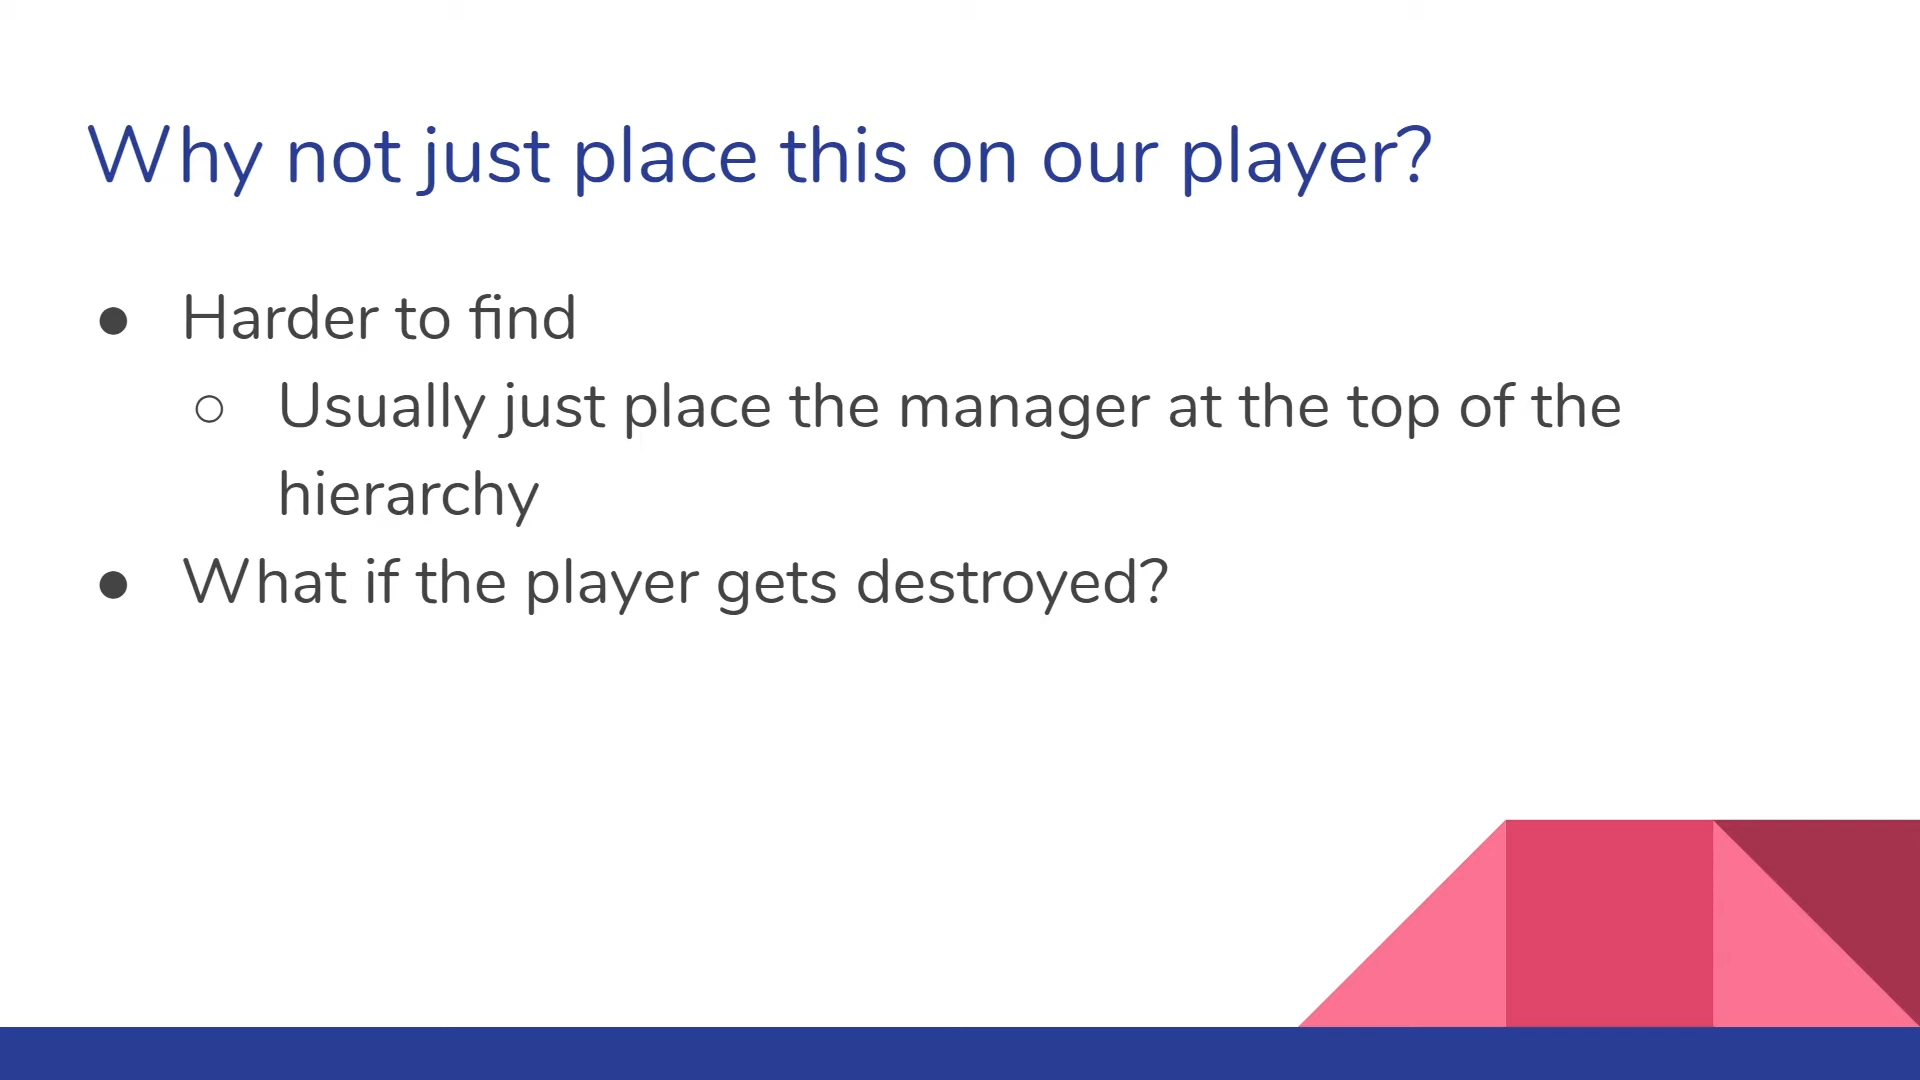 Why not just place this on our player?
● Harder to find
○ Usually just place the manager at the top of the
hierarchy
● What if the player gets destroyed?